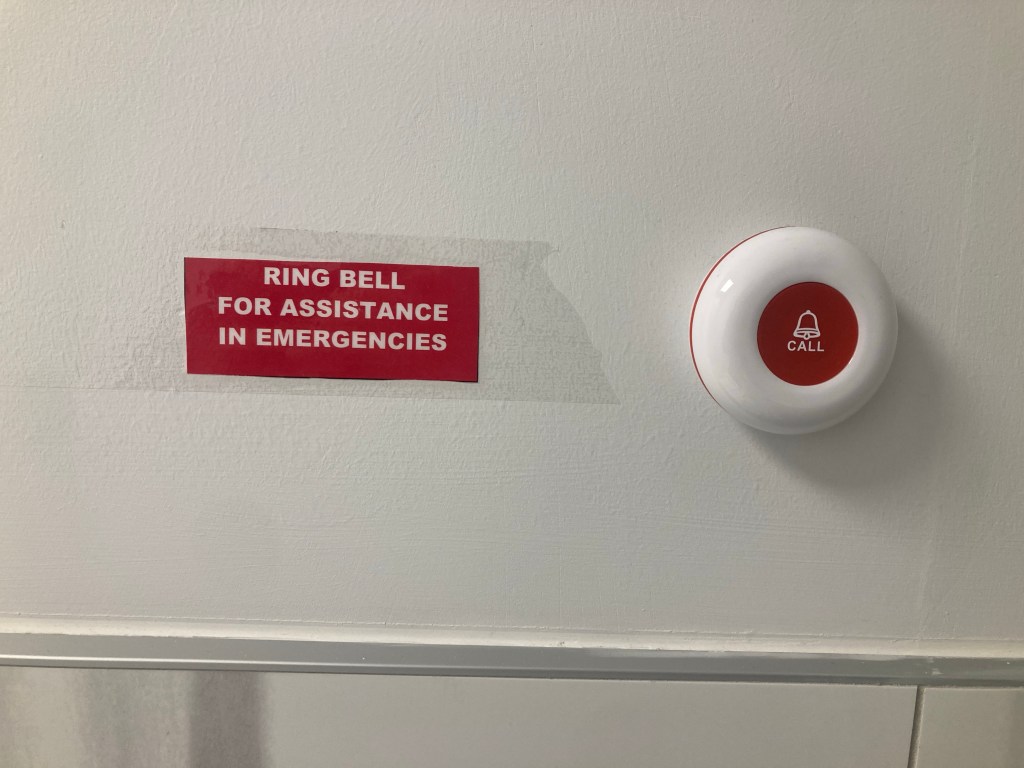 RING BELL
FOR ASSISTANCE
IN EMERGENCIES
CALL